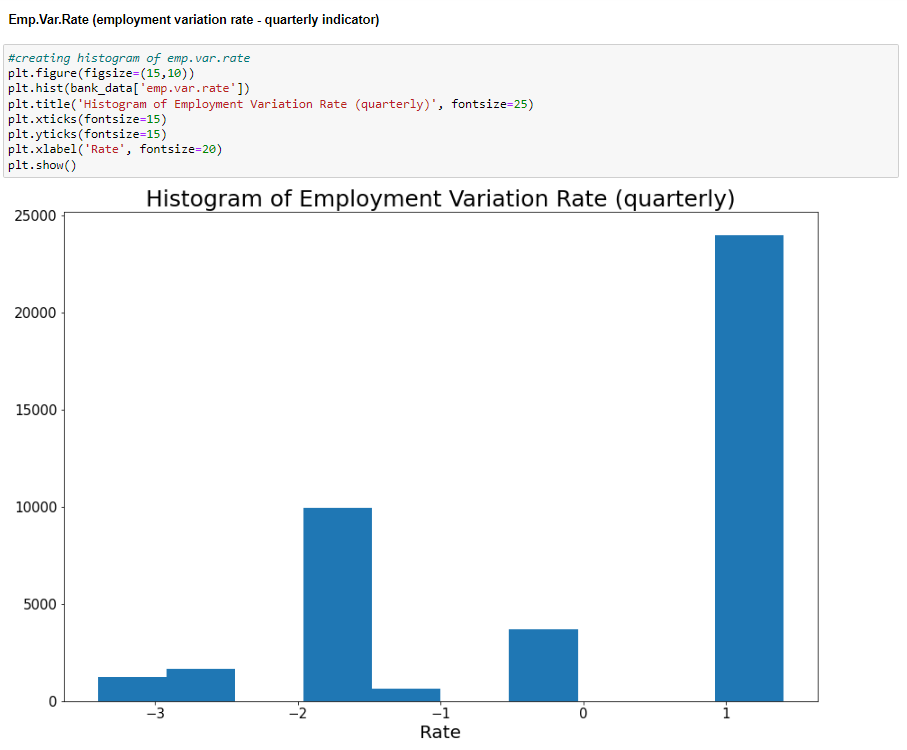 Emp.Var.Rate (employment variation rate - quarterly indicator)
#creating histogram of emp.var.rate
plt.figure(figsize=(15,10))
plt.hist(bank_data['emp.var.rate'])
plt.title('Histogram of Employment Variation Rate (quarterly)', fontsize=25)
plt.xticks(fontsize=15)
plt.yticks(fontsize=15)
plt.xlabel('Rate', fontsize=20)
plt.show()
Histogram of Employment Variation Rate (quarterly)
25000
20000
15000
10000
5000
0
−3 −2 −1 0 1
Rate